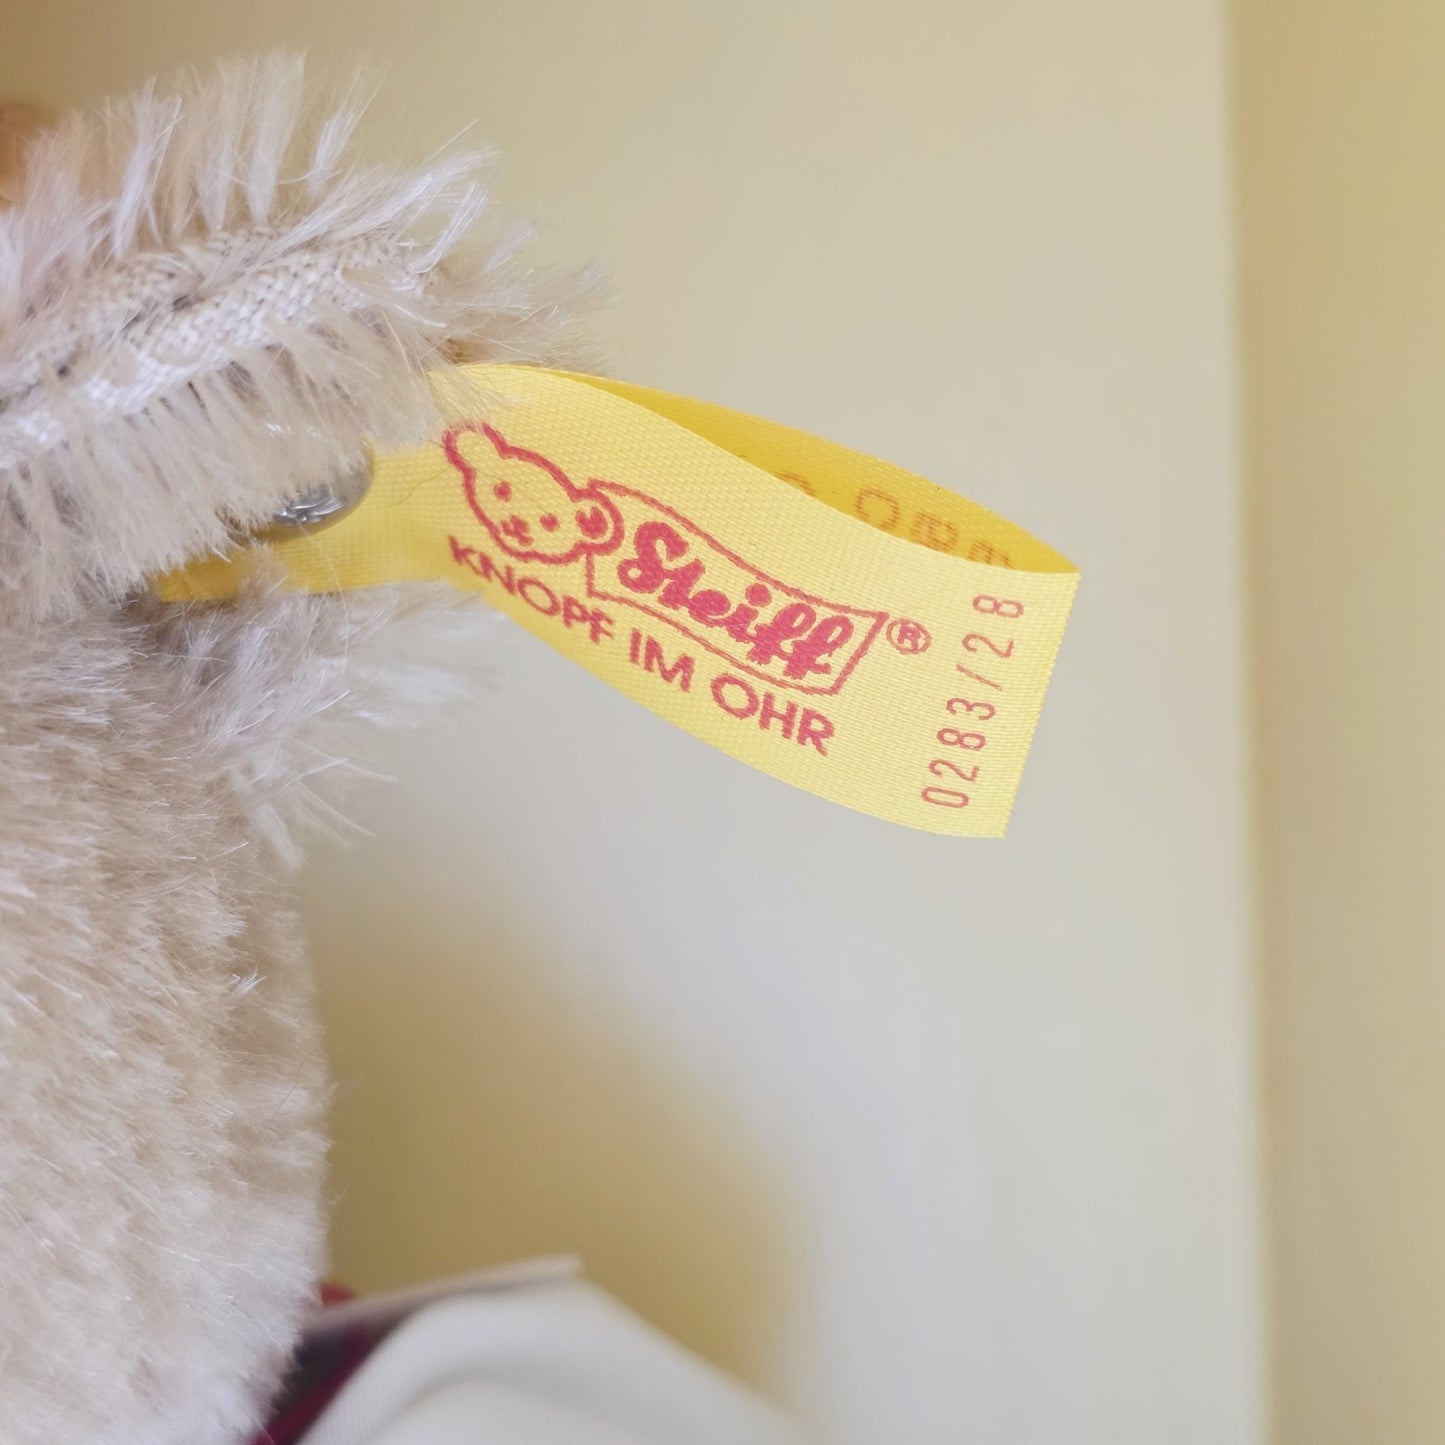 Steiff®
KNOPF IM OHR
0283/28